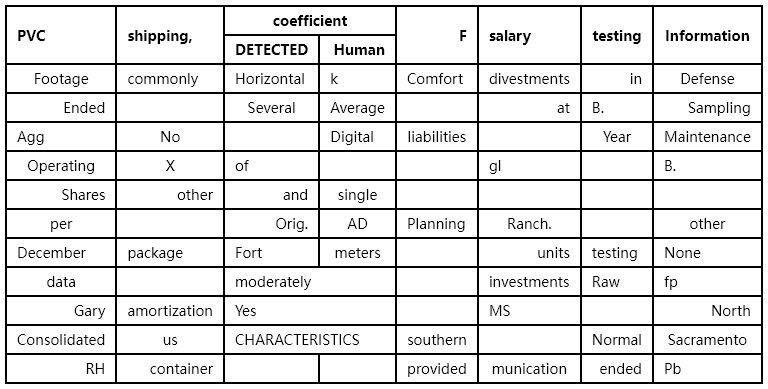 PVC shipping, coefficient F salary testing Information
DETECTED Human
Footage commonly Horizontal k Comfort divestments in Defense
Ended Several Average at B. Sampling
Agg No Digital liabilities Year Maintenance
Operating X of gl B.
Shares other and single
per Orig. AD Planning Ranch. other
December package Fort meters units testing None
data moderately investments Raw fp
Gary amortization Yes MS North
Consolidated us CHARACTERISTICS southern Normal Sacramento
RH container provided munication ended Pb